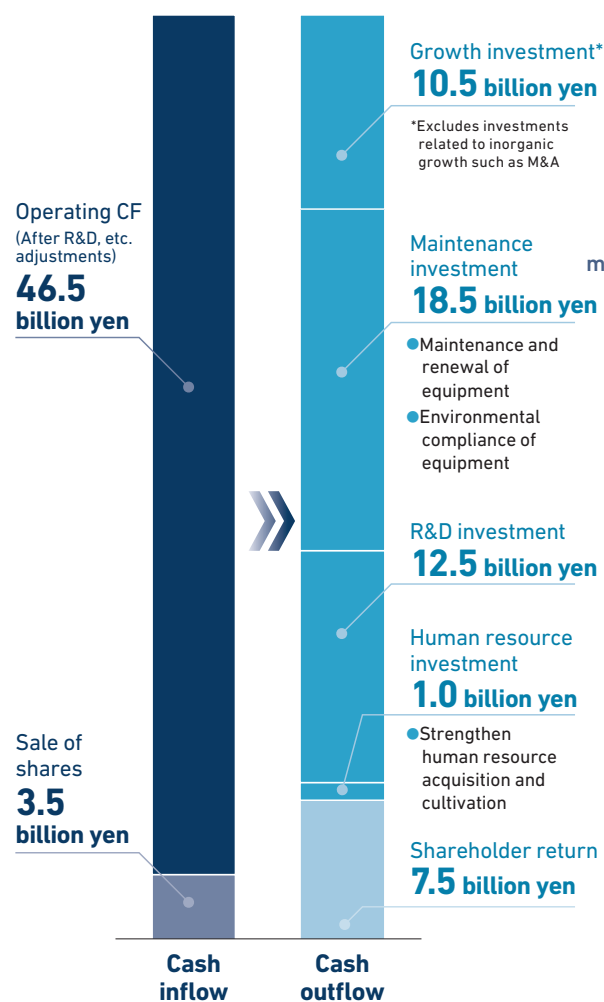 Operating CF
(After R&D, etc.
adjustments)
46.5
billion yen
Sale of
shares
3.5
billion yen
Cash
inflow
Growth investment*
10.5 billion yen
*Excludes investments
related to inorganic
growth such as M&A
Maintenance
investment
18.5 billion yen
m
●Maintenance and
renewal of
equipment
●Environmental
compliance of
equipment
R&D investment
12.5 billion yen
Human resource
investment
1.0 billion yen
●Strengthen
human resource
acquisition and
cultivation
Shareholder return
7.5 billion yen
Cash
outflow